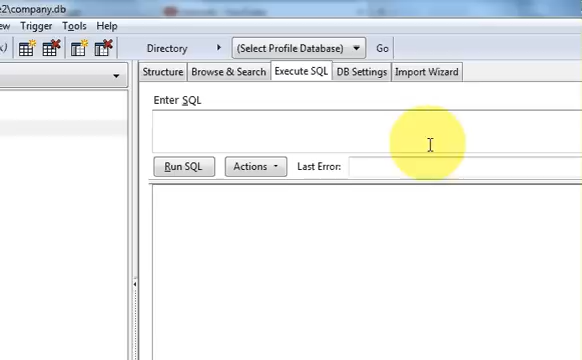 e2\company.db
ew Trigger Tools Help
Directory (Select Profile Database) Go
Structure Browse & Search Execute SQL DB Settings Import Wizard
Enter SQL
Run SQL Actions Last Error: